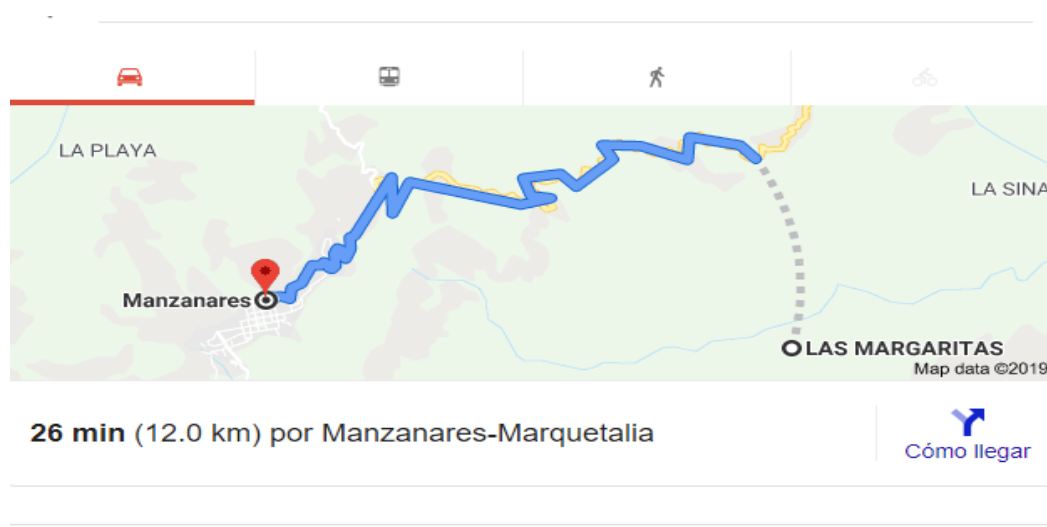 LA PLAYA
LA SINA
Manzanares
LAS MARGARITAS
Map data ©2019
26 min (12.0 km) por Manzanares-Marquetalia
Cómo llegar